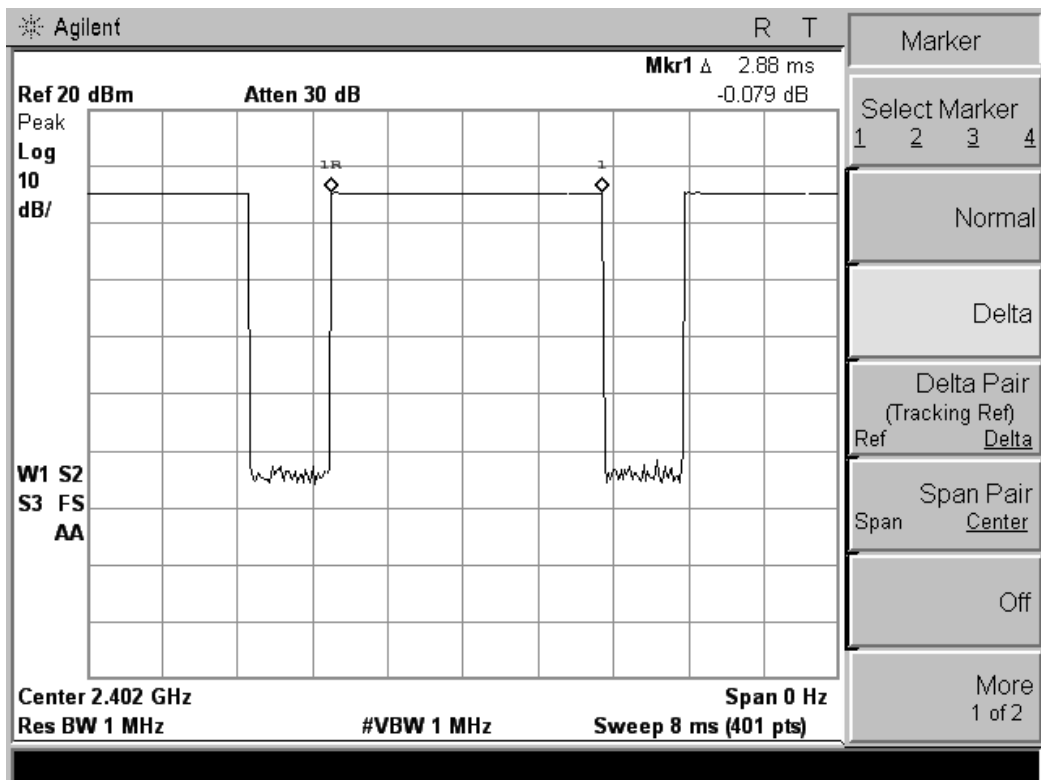 Agilent R T
Mkr1 Δ 2.88 ms
Ref 20 dBm Atten 30 dB -0.079 dB
Peak
Log
10
dB/
1R
1
W1 S2
S3 FS
AA
Center 2.402 GHz Span 0 Hz
Res BW 1 MHz #VBW 1 MHz Sweep 8 ms (401 pts)
Marker
Select Marker
1 2 3 4
Normal
Delta
Delta Pair
(Tracking Ref)
Ref Delta
Span Pair
Span Center
Off
More
1 of 2